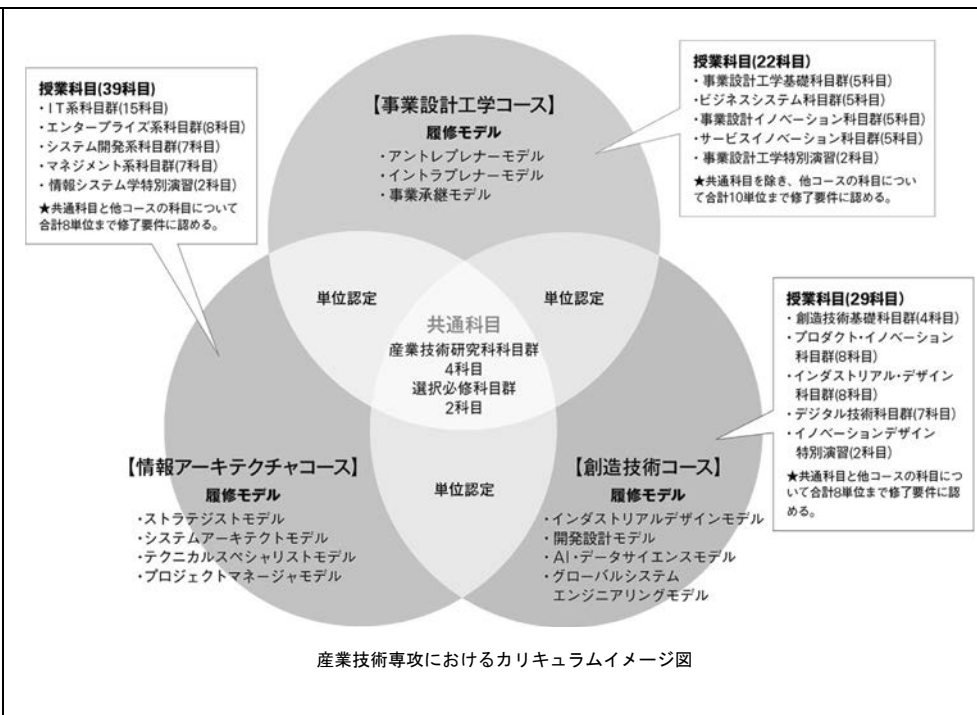 授業科目(39科目)
・IT系科目群(15科目)
・エンタープライズ系科目群(8科目)
・システム開発系科目群(7科目)
・マネジメント系科目群(7科目)
・情報システム学特別演習(2科目)
★共通科目と他コースの科目について
合計8単位まで修了要件に認める。
【事業設計工学コース】
履修モデル
・アントレプレナーモデル
・イントラプレナーモデル
・事業承継モデル
授業科目(22科目)
・事業設計工学基礎科目群(5科目)
・ビジネスシステム科目群(5科目)
・事業設計イノベーション科目群(5科目)
・サービスイノベーション科目群(5科目)
・事業設計工学特別演習(2科目)
★共通科目を除き、他コースの科目につい
て合計10単位まで修了要件に認める。
単位認定
単位認定
共通科目
産業技術研究科科目群
4科目
選択必修科目群
2科目
授業科目(29科目)
・創造技術基礎科目群(4科目)
・プロダクト・イノベーション
科目群(8科目)
・インダストリアル・デザイン
科目群(8科目)
・デジタル技術科目群(7科目)
・イノベーションデザイン
特別演習(2科目)
★共通科目と他コースの科目につ
いて合計8単位まで修了要件に認
める。
【情報アーキテクチャコース】
履修モデル
・ストラテジストモデル
・システムアーキテクトモデル
・テクニカルスペシャリストモデル
・プロジェクトマネージャモデル
単位認定
【創造技術コース】
履修モデル
・インダストリアルデザインモデル
・開発設計モデル
・AI・データサイエンスモデル
・グローバルシステム
エンジニアリングモデル
産業技術専攻におけるカリキュラムイメージ図